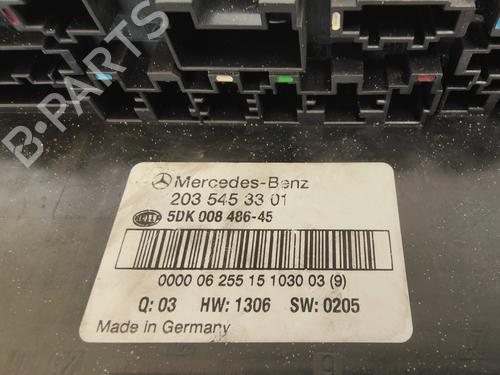 B-PARTS
Mercedes-Benz
203 545 33 01
HELLA 5DK 008 486-45
0000 06 255 15 1030 03 (9)
Q: 03 HW: 1306 SW: 0205
Made in Germany